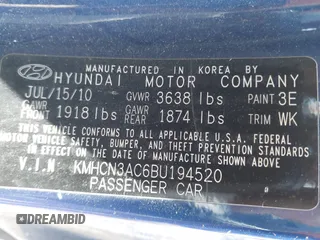 MANUFACTURED IN KOREA BY
HYUNDAI MOTOR COMPANY
JUL/15/10 GVWR 3638 lbs PAINT 3E
GAWR FRONT 1918 lbs GAWR REAR 1874 lbs TRIM WK
THIS VEHICLE CONFORMS TO ALL APPLICABLE U.S. FEDERAL
MOTOR VEHICLE SAFETY, BUMPER, AND THEFT PREVENTION
STANDARDS IN EFFECT ON THE DATE OF MANUFACTURE SHOWN ABOVE.
V.I.N KMHCN3AC6BU194520
PASSENGER CAR